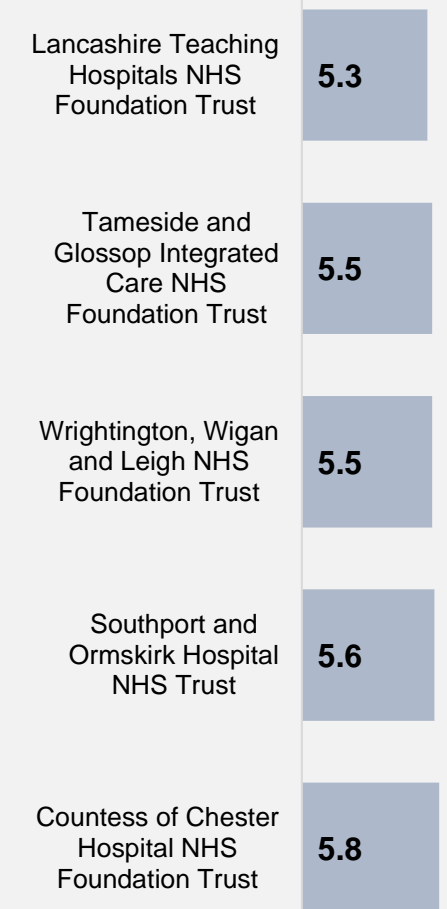 Lancashire Teaching
Hospitals NHS
Foundation Trust
5.3
Tameside and
Glossop Integrated
Care NHS
Foundation Trust
5.5
Wrightington, Wigan
and Leigh NHS
Foundation Trust
5.5
Southport and
Ormskirk Hospital
NHS Trust
5.6
Countess of Chester
Hospital NHS
Foundation Trust
5.8